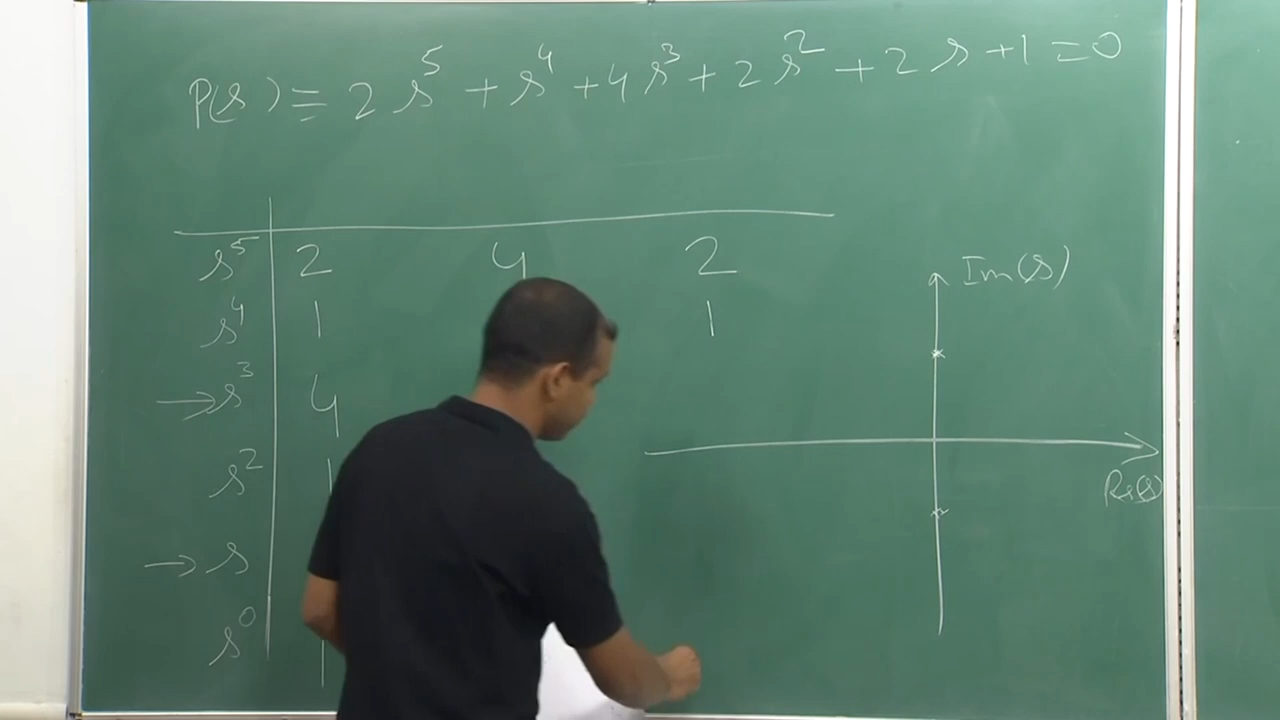 P(s) ≡ 2s⁵ + s⁴ + 4s³ + 2s² + 2s + 1 = 0
s⁵ 2 4 2
s⁴ 1 1
→ s³ 4
s² 1
→ s
s⁰ 1
Im(s)
Re(s)